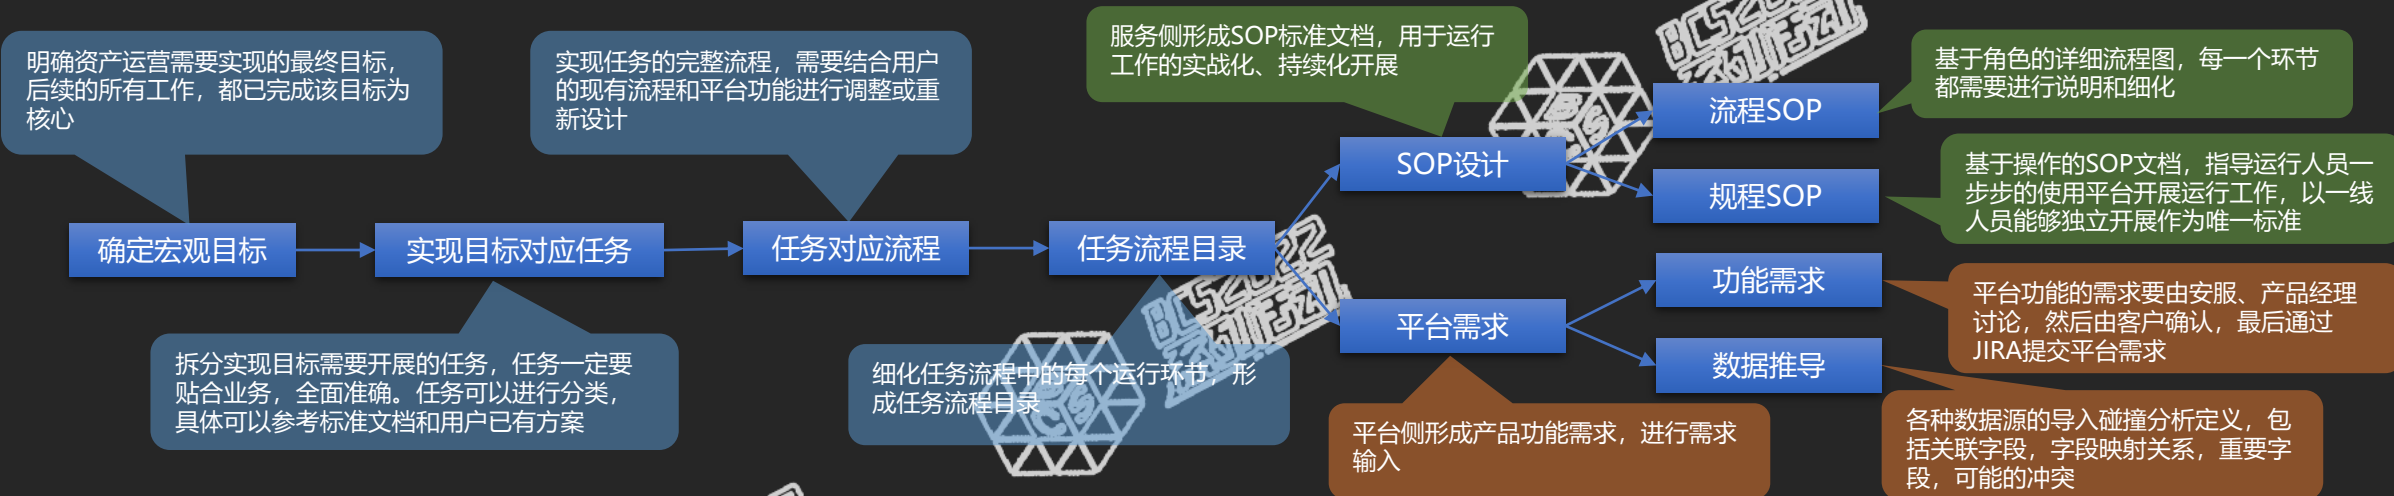 明确资产运营需要实现的最终目标，
后续的所有工作，都已完成该目标为
核心
实现任务的完整流程，需要结合用户
的现有流程和平台功能进行调整或重
新设计
服务侧形成SOP标准文档，用于运行
工作的实战化、持续化开展
基于角色的详细流程图，每一个环节
都需要进行说明和细化
流程SOP
SOP设计
规程SOP
基于操作的SOP文档，指导运行人员一
步步的使用平台开展运行工作，以一线
人员能够独立开展作为唯一标准
确定宏观目标
实现目标对应任务
任务对应流程
任务流程目录
功能需求
平台功能的需求要由安服、产品经理
讨论，然后由客户确认，最后通过
JIRA提交平台需求
平台需求
数据推导
拆分实现目标需要开展的任务，任务一定要
贴合业务，全面准确。任务可以进行分类，
具体可以参考标准文档和用户已有方案
细化任务流程中的每个运行环节，形
成任务流程目录
平台侧形成产品功能需求，进行需求
输入
各种数据源的导入碰撞分析定义，包
括关联字段，字段映射关系，重要字
段，可能的冲突